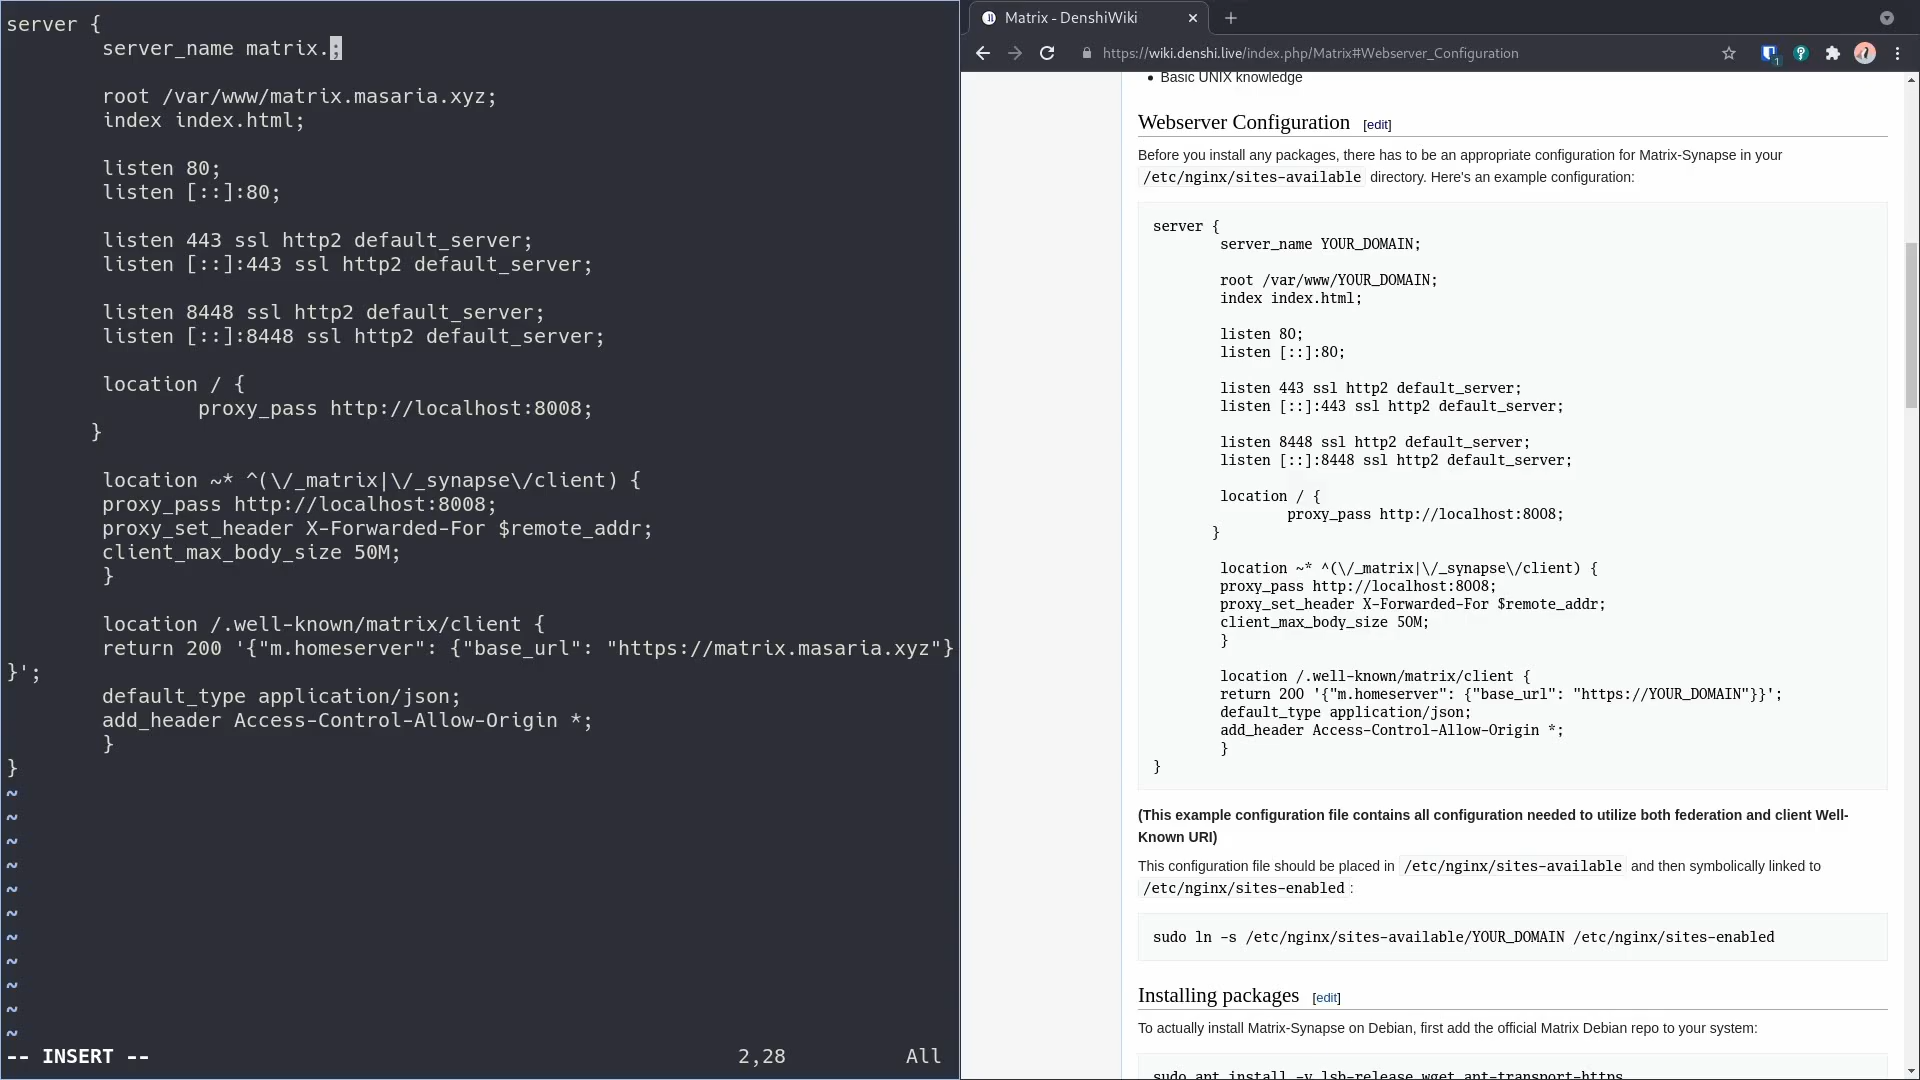 server {
server_name matrix.;
root /var/www/matrix.masaria.xyz;
index index.html;
listen 80;
listen [::]:80;
listen 443 ssl http2 default_server;
listen [::]:443 ssl http2 default_server;
listen 8448 ssl http2 default_server;
listen [::]:8448 ssl http2 default_server;
location / {
proxy_pass http://localhost:8008;
}
location ~* ^(\/_matrix|\/_synapse\/client) {
proxy_pass http://localhost:8008;
proxy_set_header X-Forwarded-For $remote_addr;
client_max_body_size 50M;
}
location /.well-known/matrix/client {
return 200 '{"m.homeserver": {"base_url": "https://matrix.masaria.xyz"}
}';
default_type application/json;
add_header Access-Control-Allow-Origin *;
}
}
~
~
~
~
~
~
~
~
~
~
~
-- INSERT -- 2,28 All
Matrix - DenshiWiki
https://wiki.denshi.live/index.php/Matrix#Webserver_Configuration
1
• Basic UNIX knowledge
Webserver Configuration [edit]
Before you install any packages, there has to be an appropriate configuration for Matrix-Synapse in your
/etc/nginx/sites-available directory. Here's an example configuration:
server {
server_name YOUR_DOMAIN;
root /var/www/YOUR_DOMAIN;
index index.html;
listen 80;
listen [::]:80;
listen 443 ssl http2 default_server;
listen [::]:443 ssl http2 default_server;
listen 8448 ssl http2 default_server;
listen [::]:8448 ssl http2 default_server;
location / {
proxy_pass http://localhost:8008;
}
location ~* ^(\/_matrix|\/_synapse\/client) {
proxy_pass http://localhost:8008;
proxy_set_header X-Forwarded-For $remote_addr;
client_max_body_size 50M;
}
location /.well-known/matrix/client {
return 200 '{"m.homeserver": {"base_url": "https://YOUR_DOMAIN"}}';
default_type application/json;
add_header Access-Control-Allow-Origin *;
}
}
(This example configuration file contains all configuration needed to utilize both federation and client Well-
Known URI)
This configuration file should be placed in /etc/nginx/sites-available and then symbolically linked to
/etc/nginx/sites-enabled :
sudo ln -s /etc/nginx/sites-available/YOUR_DOMAIN /etc/nginx/sites-enabled
Installing packages [edit]
To actually install Matrix-Synapse on Debian, first add the official Matrix Debian repo to your system:
sudo apt install -y lsb-release wget apt-transport-https